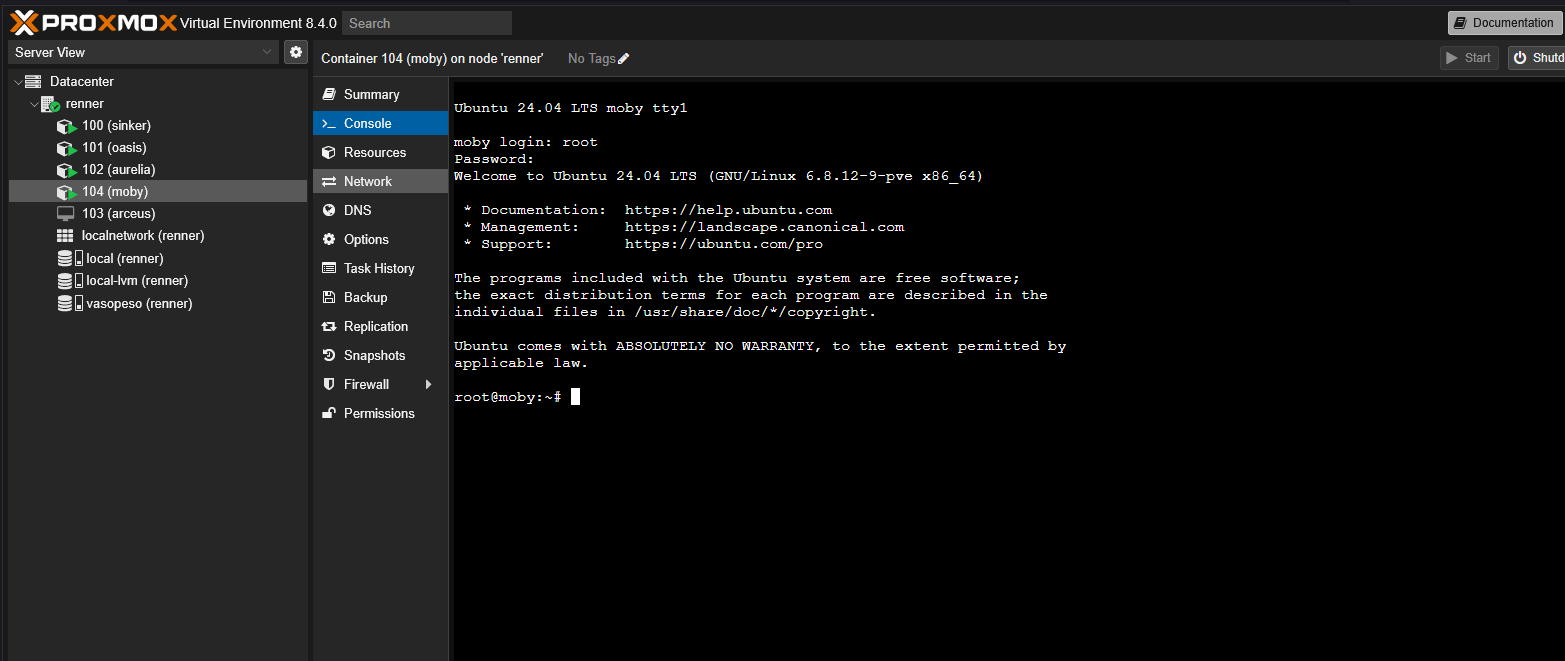 PROXMOX Virtual Environment 8.4.0 Search Documentation
Server View
Container 104 (moby) on node 'renner' No Tags Start Shutd
Datacenter
renner
100 (sinker)
101 (oasis)
102 (aurelia)
104 (moby)
103 (arceus)
localnetwork (renner)
local (renner)
local-lvm (renner)
vasopeso (renner)
Summary
>_ Console
Resources
Network
DNS
Options
Task History
Backup
Replication
Snapshots
Firewall
Permissions
Ubuntu 24.04 LTS moby tty1
moby login: root
Password:
Welcome to Ubuntu 24.04 LTS (GNU/Linux 6.8.12-9-pve x86_64)
* Documentation: https://help.ubuntu.com
* Management: https://landscape.canonical.com
* Support: https://ubuntu.com/pro
The programs included with the Ubuntu system are free software;
the exact distribution terms for each program are described in the
individual files in /usr/share/doc/*/copyright.
Ubuntu comes with ABSOLUTELY NO WARRANTY, to the extent permitted by
applicable law.
root@moby:~#